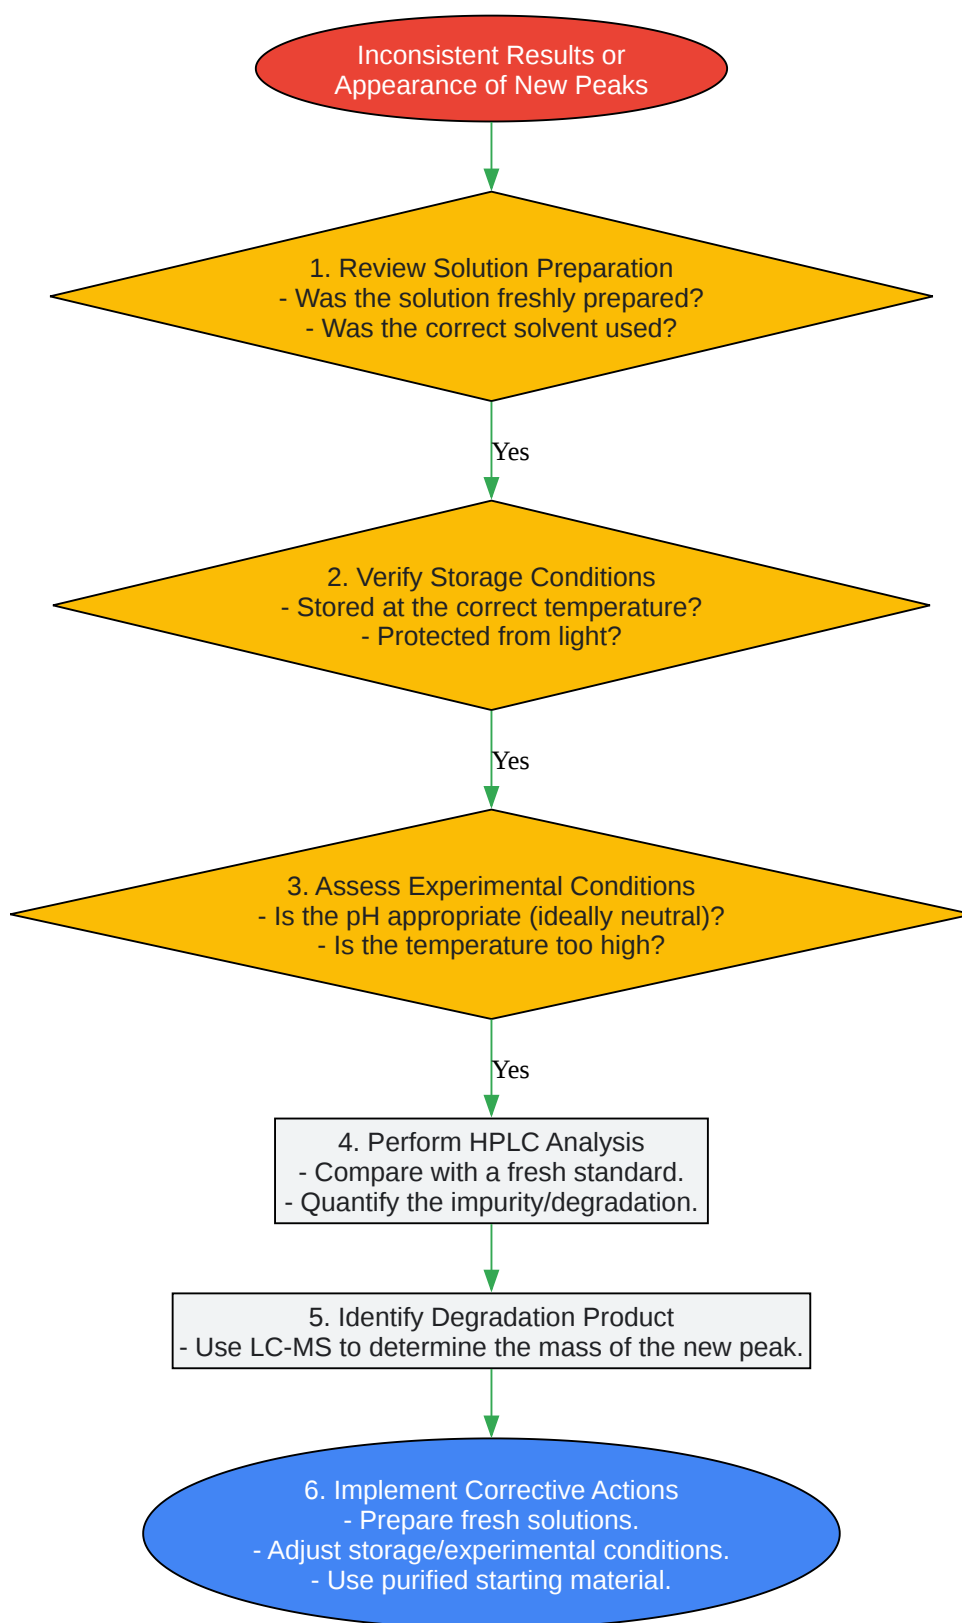 Inconsistent Results or
Appearance of New Peaks
1. Review Solution Preparation
- Was the solution freshly prepared?
- Was the correct solvent used?
Yes
2. Verify Storage Conditions
- Stored at the correct temperature?
- Protected from light?
Yes
3. Assess Experimental Conditions
- Is the pH appropriate (ideally neutral)?
- Is the temperature too high?
Yes
4. Perform HPLC Analysis
- Compare with a fresh standard.
- Quantify the impurity/degradation.
5. Identify Degradation Product
- Use LC-MS to determine the mass of the new peak.
6. Implement Corrective Actions
- Prepare fresh solutions.
- Adjust storage/experimental conditions.
- Use purified starting material.